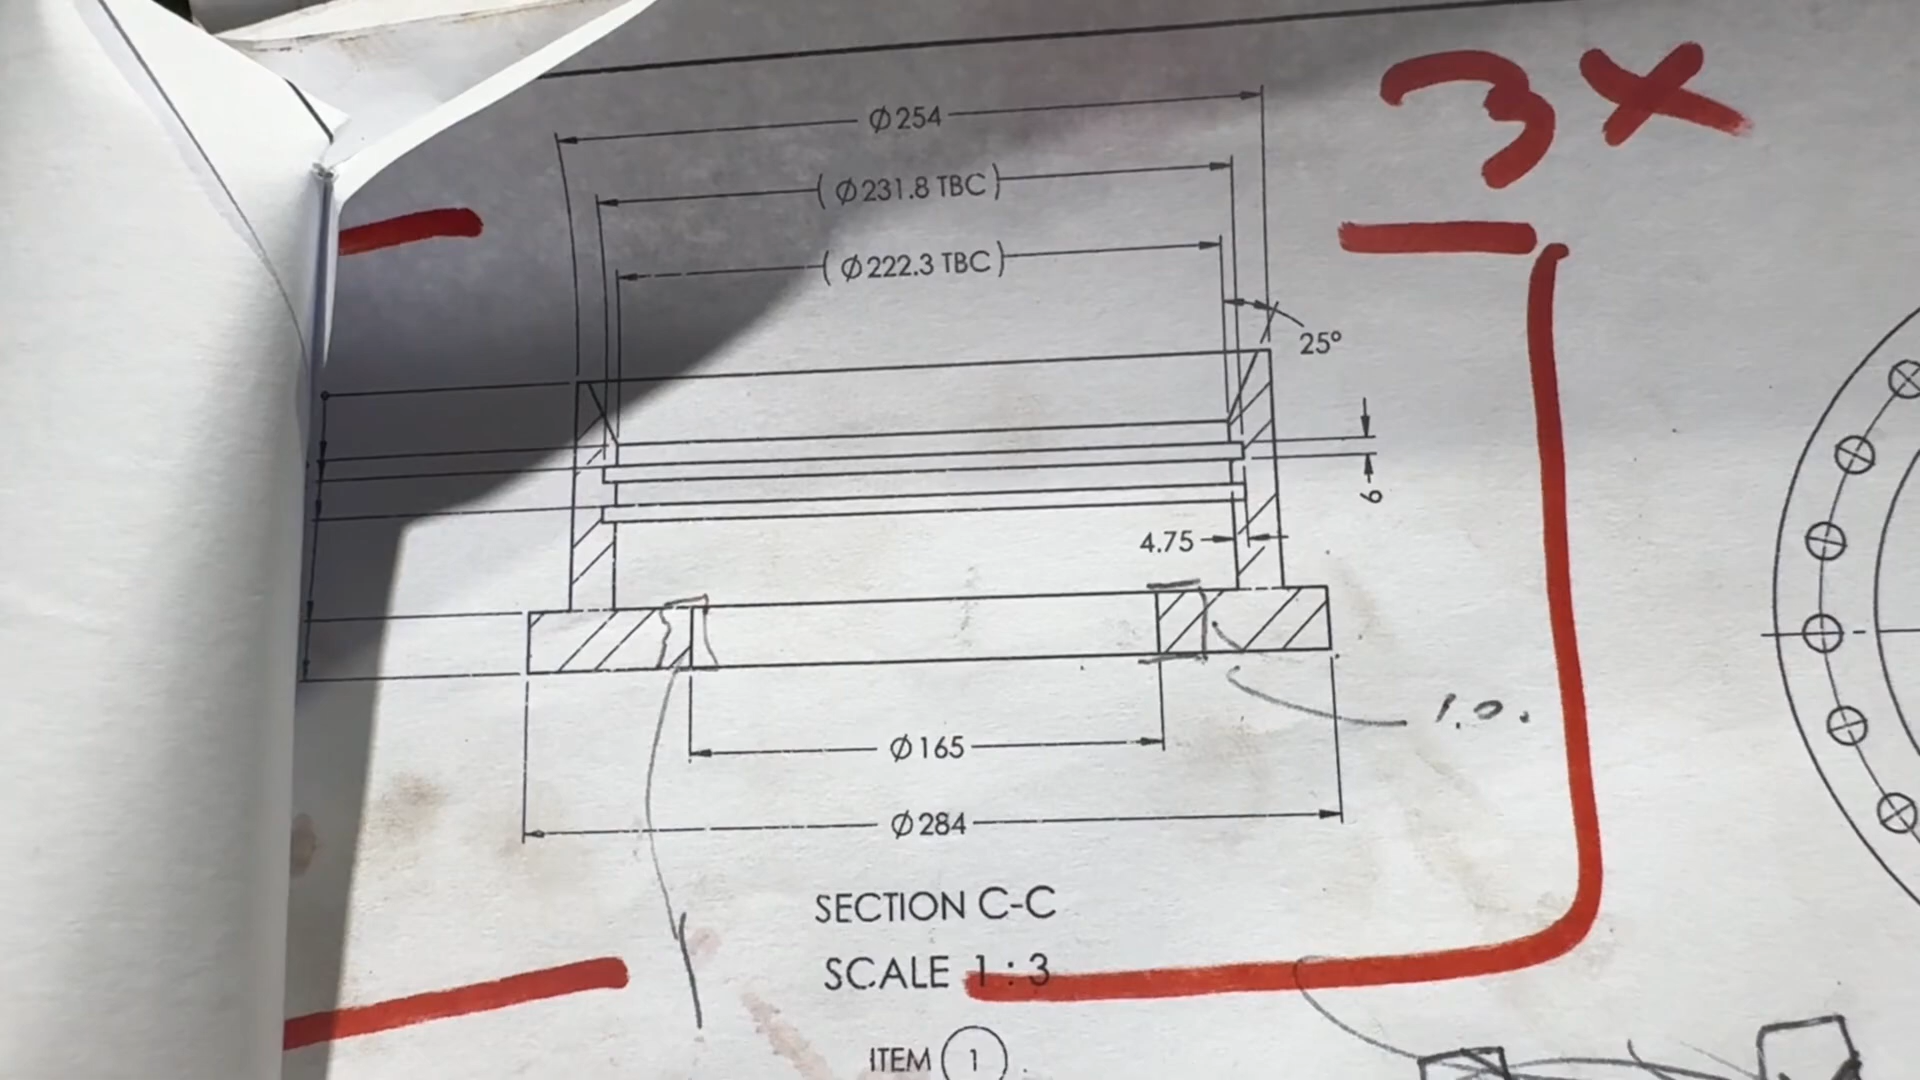 3X
Ø254
(Ø231.8 TBC)
(Ø222.3 TBC)
25°
6
4.75
1.0.
Ø165
Ø284
SECTION C-C
SCALE 1:3
ITEM 1